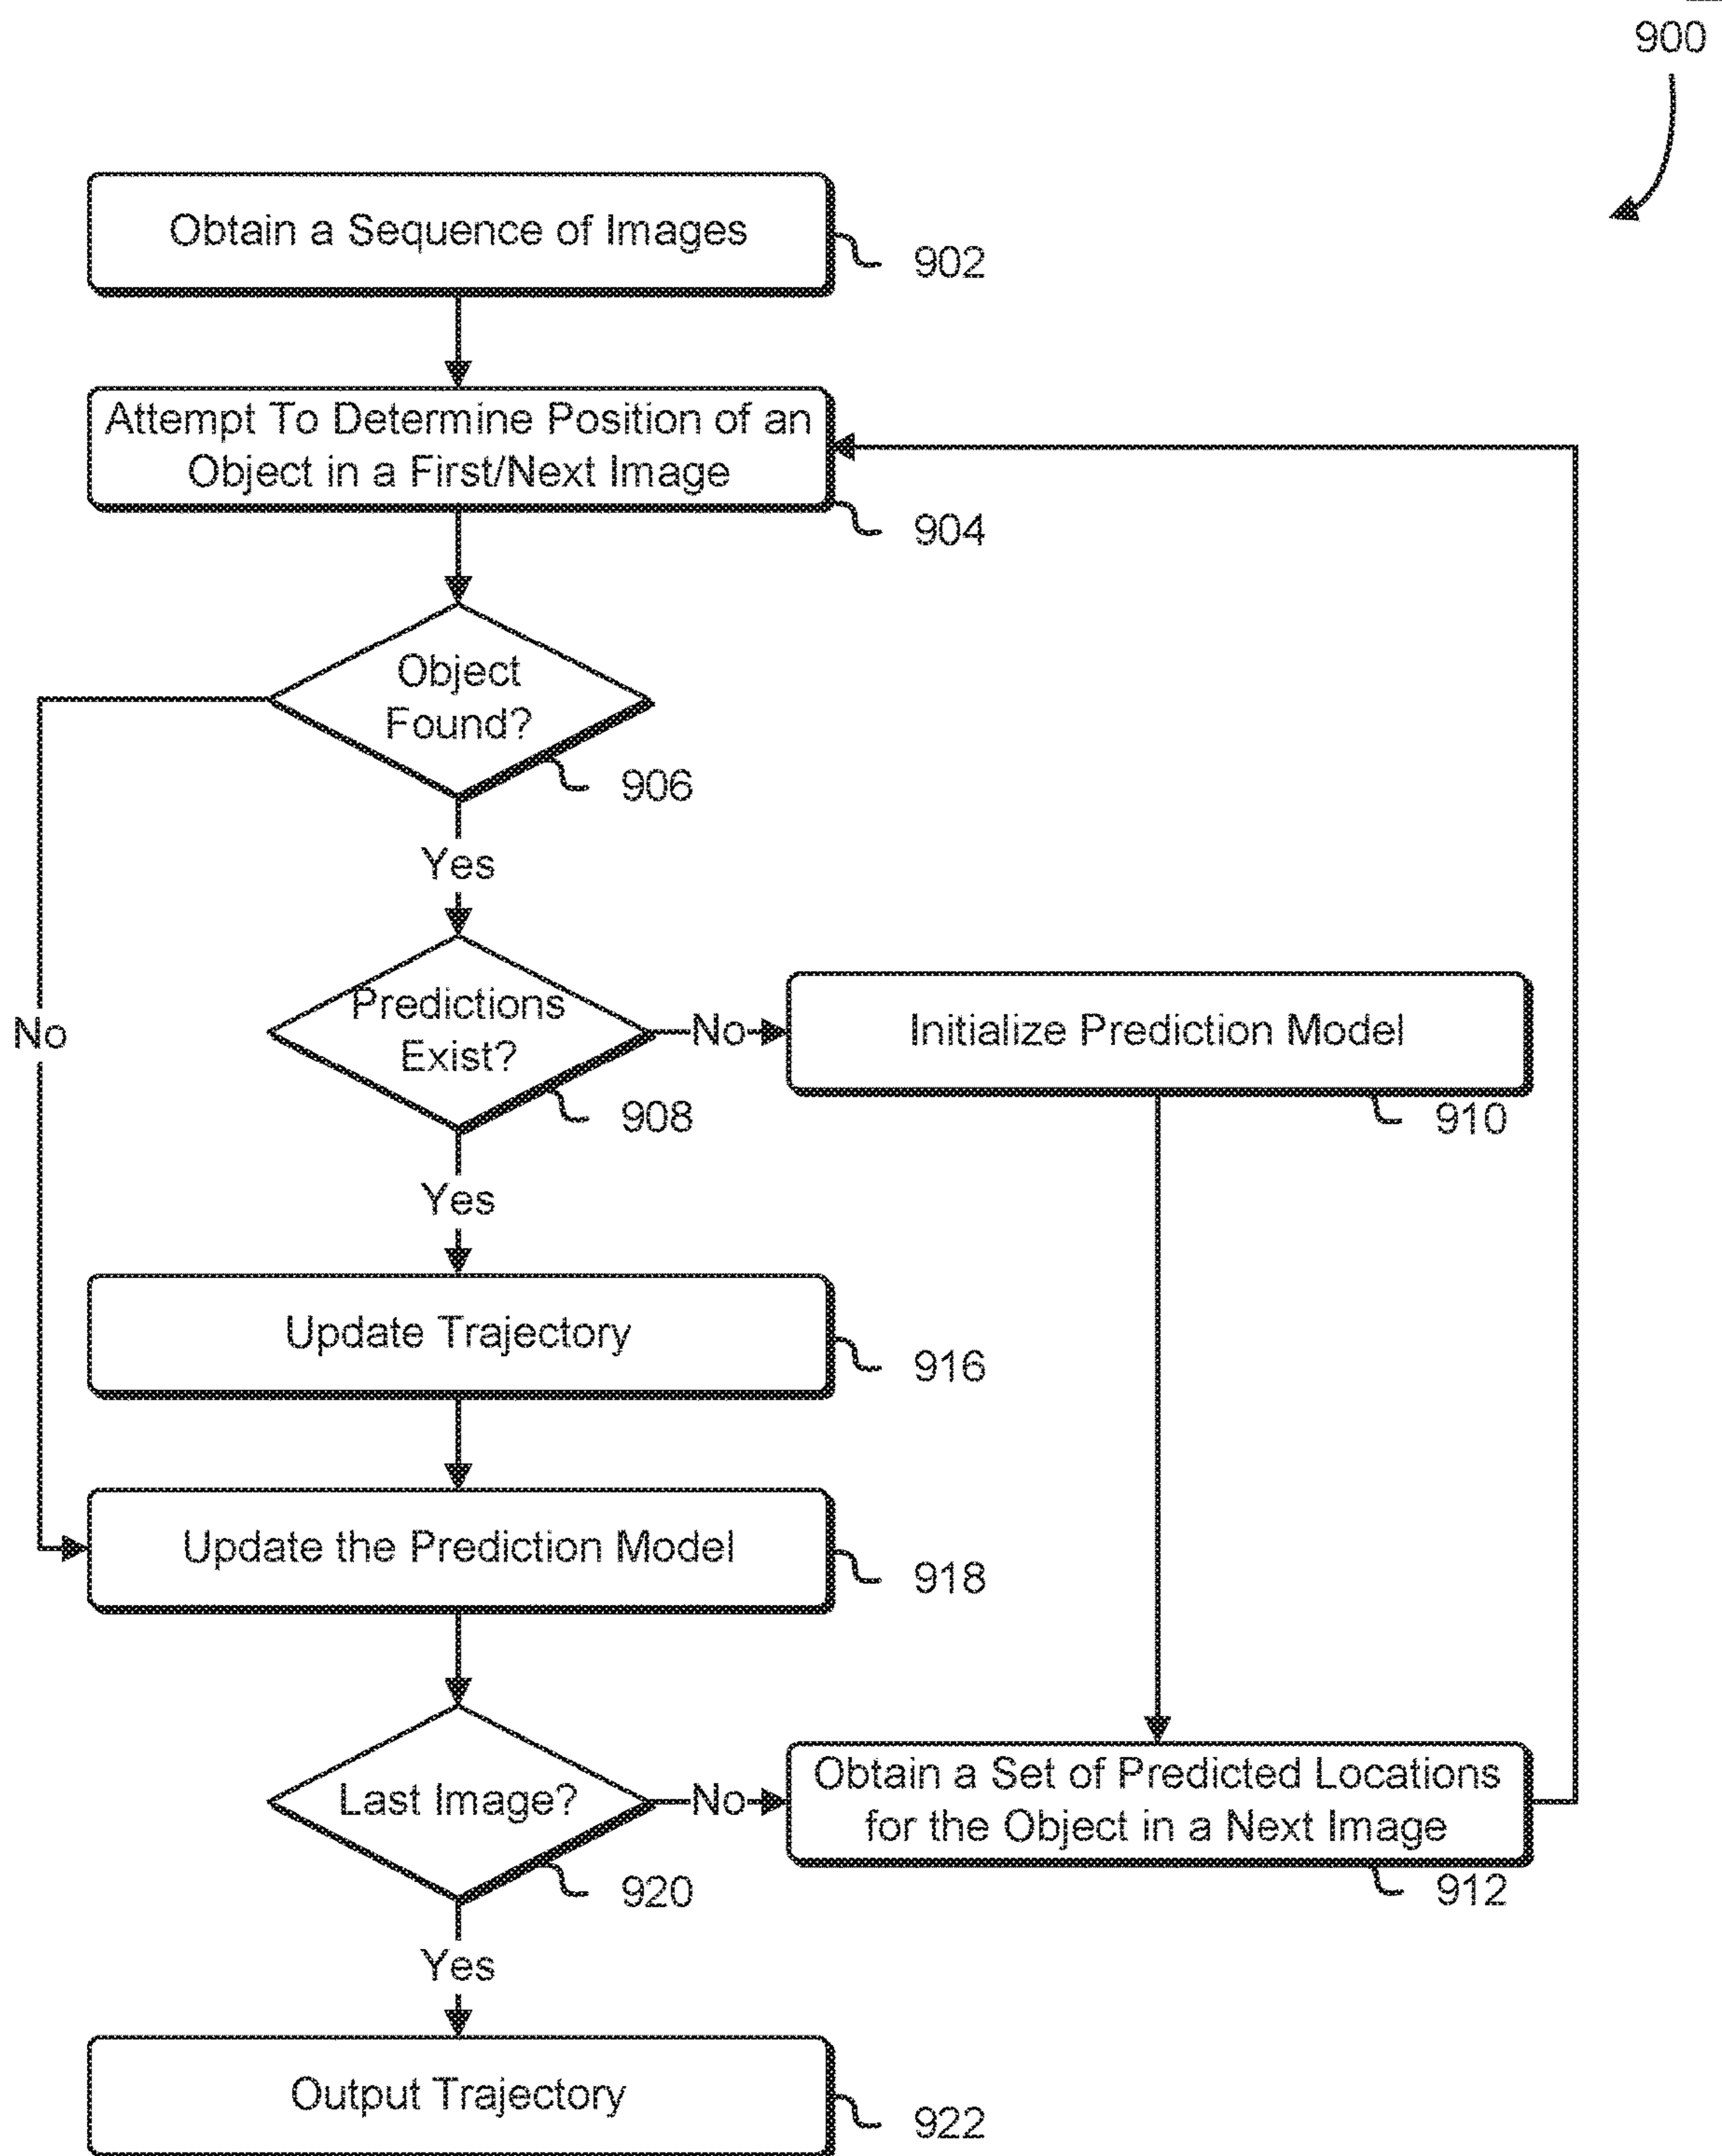 900
Obtain a Sequence of Images
902
Attempt To Determine Position of an
Object in a First/Next Image
904
Object
Found?
906
Yes
No
Predictions
Exist?
908
No
Initialize Prediction Model
910
Yes
Update Trajectory
916
Update the Prediction Model
918
Last Image?
920
No
Obtain a Set of Predicted Locations
for the Object in a Next Image
912
Yes
Output Trajectory
922